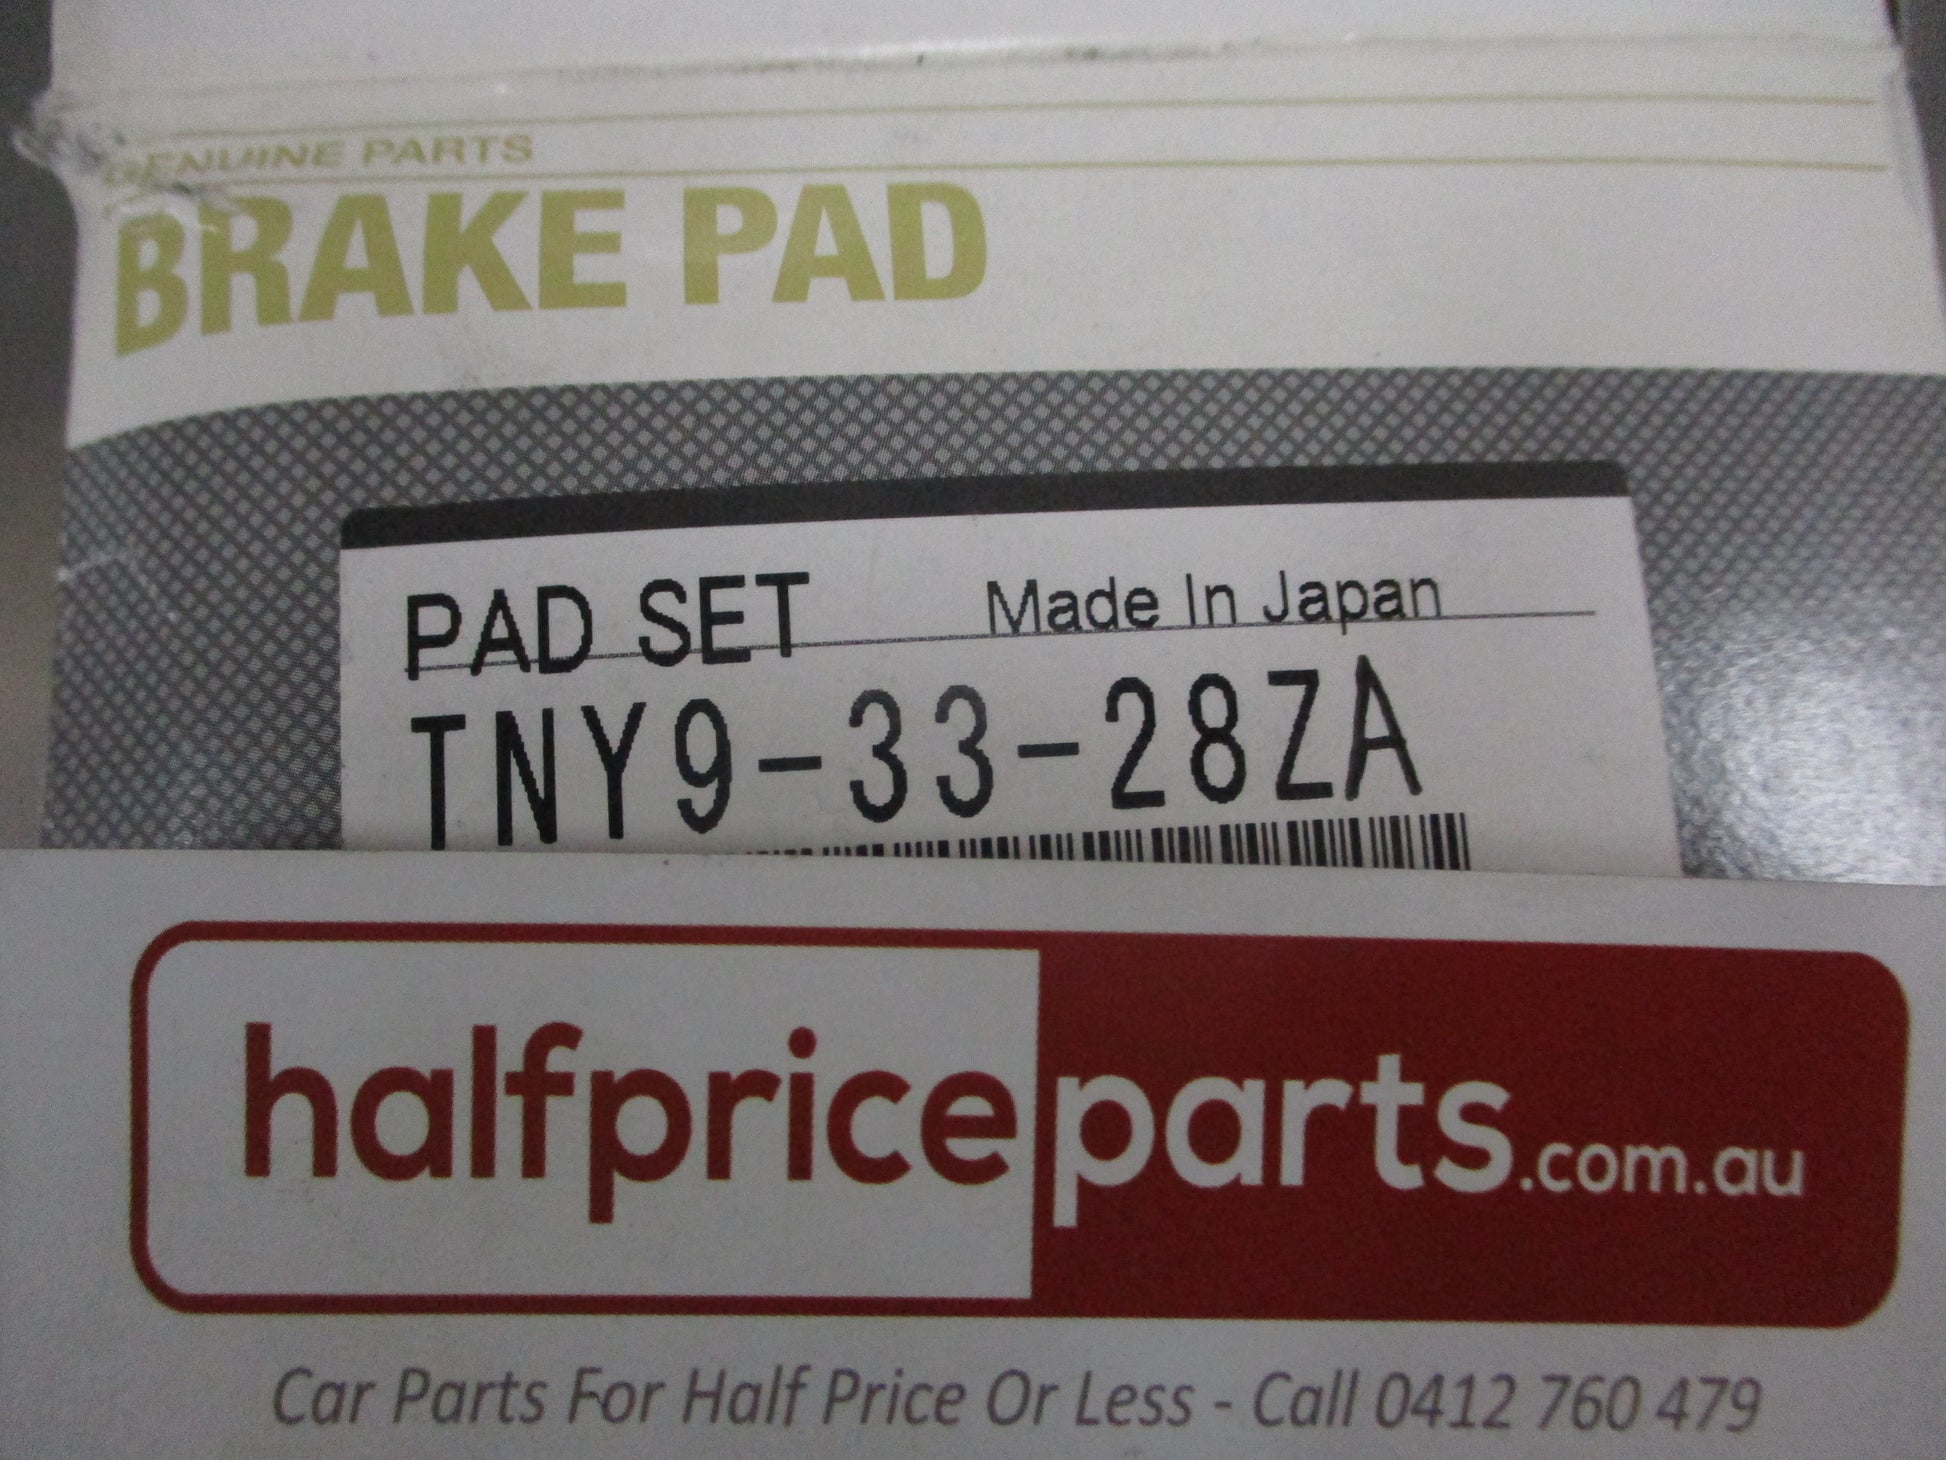 GENUINE PARTS
BRAKE PAD
PAD SET Made In Japan
TNY9-33-28ZA
halfpriceparts.com.au
Car Parts For Half Price Or Less - Call 0412 760 479